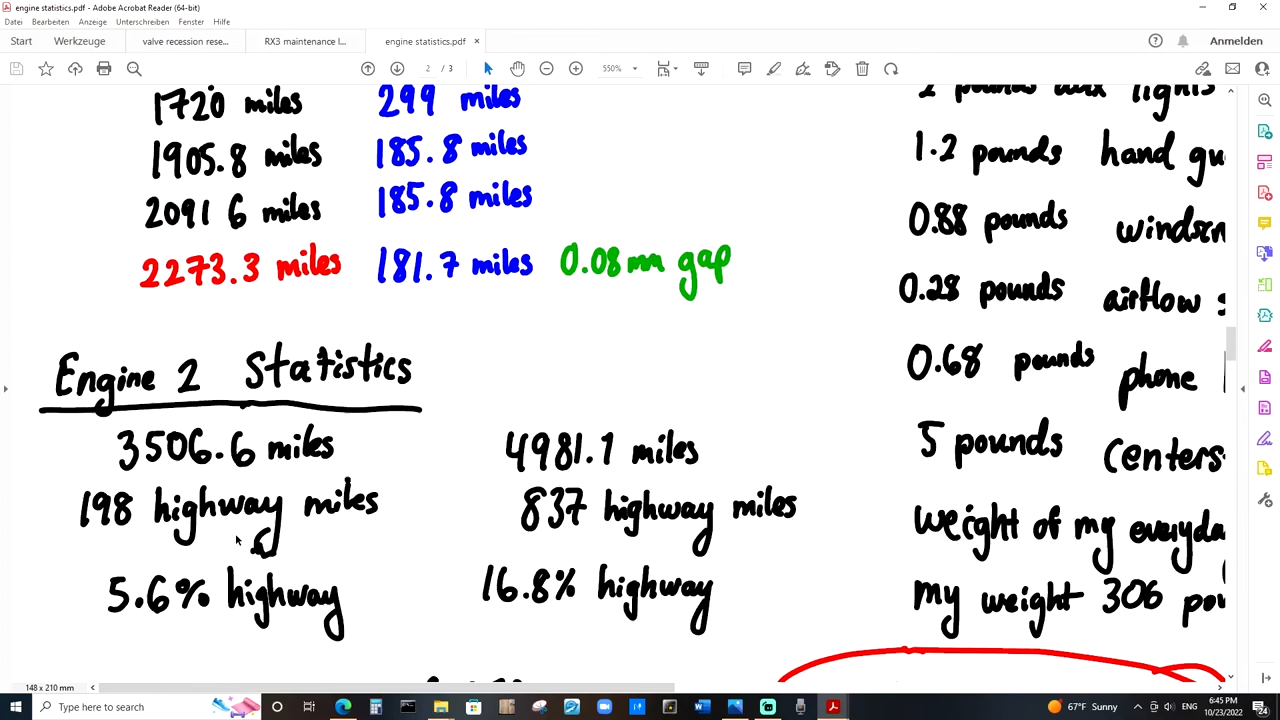 engine statistics.pdf - Adobe Acrobat Reader (64-bit)
Datei Bearbeiten Anzeige Unterschreiben Fenster Hilfe
Start Werkzeuge valve recession rese... RX3 maintenance l... engine statistics.pdf Anmelden
2 / 3 550%
1720 miles 299 miles
1905.8 miles 185.8 miles
2091 6 miles 185.8 miles
2273.3 miles 181.7 miles 0.08mm gap
Engine 2 Statistics
3506.6 miles 4981.1 miles
198 highway miles 837 highway miles
5.6% highway 16.8% highway
pounds lights
1.2 pounds hand gu
0.88 pounds windscr
0.28 pounds airflow s
0.68 pounds phone
5 pounds centers
weight of my everyda
my weight 306 pou
148 x 210 mm
Type here to search
67°F Sunny
6:45 PM
10/23/2022
24